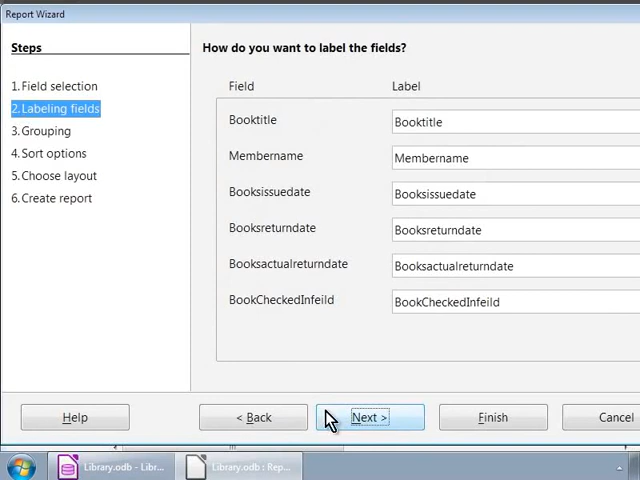 Report Wizard
Steps
How do you want to label the fields?
1. Field selection
Field Label
2. Labeling fields
Booktitle Booktitle
3. Grouping
4. Sort options
Membername Membername
5. Choose layout
Booksissuedate Booksissuedate
6. Create report
Booksreturndate Booksreturndate
Booksactualreturndate Booksactualreturndate
BookCheckedInfeild BookCheckedInfeild
Help < Back Next > Finish Cancel
Library.odb - Libr... Library.odb : Rep...